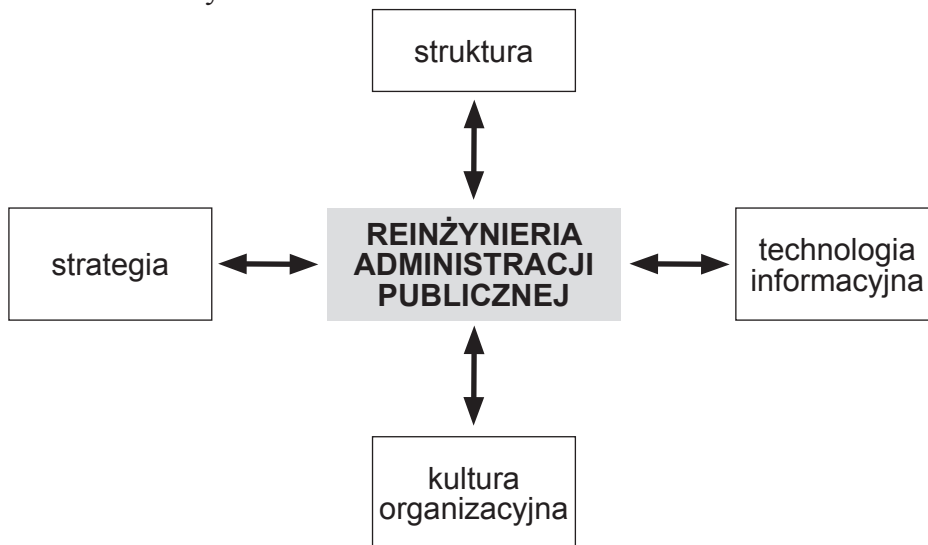 struktura
strategia
REINŻYNIERIA
ADMINISTRACJI
PUBLICZNEJ
technologia
informacyjna
kultura
organizacyjna